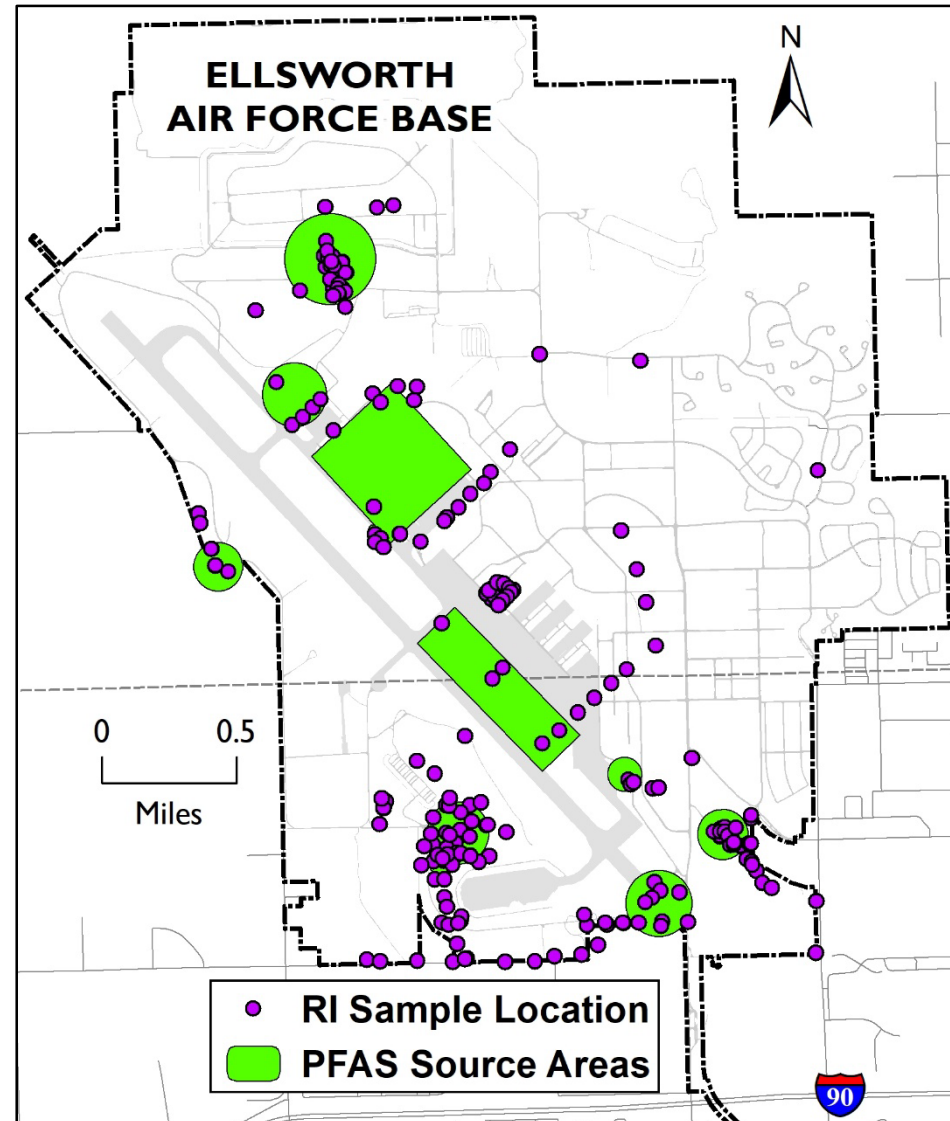 ELLSWORTH
AIR FORCE BASE
N
0 0.5
Miles
RI Sample Location
PFAS Source Areas
90